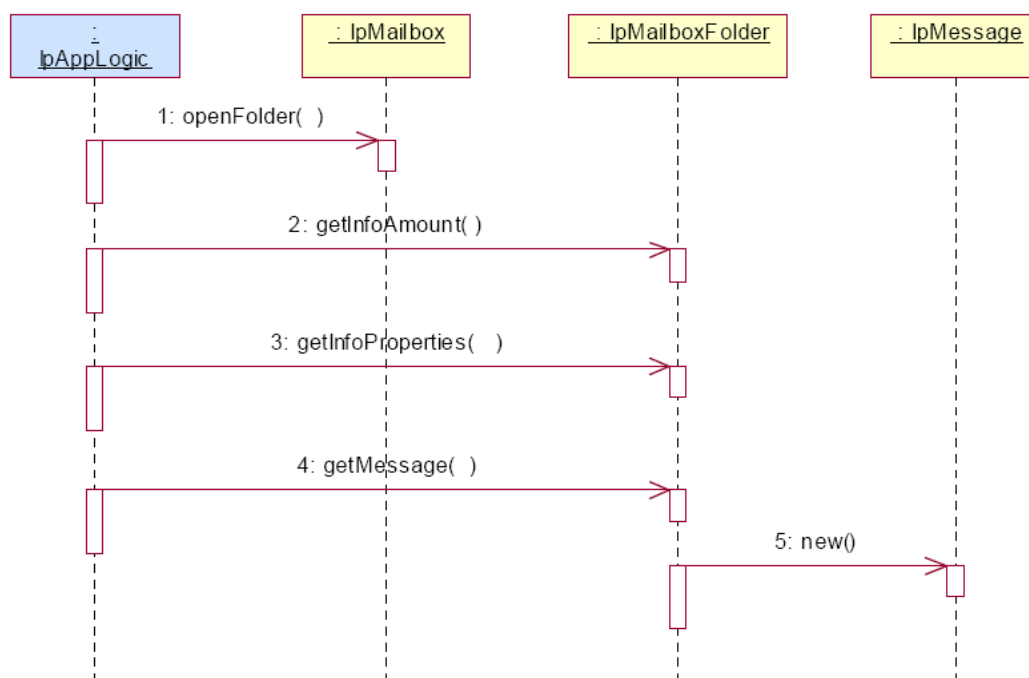 :
IpAppLogic
: IpMailbox
: IpMailboxFolder
: IpMessage
1: openFolder(  )
2: getInfoAmount( )
3: getInfoProperties(   )
4: getMessage(  )
5: new()